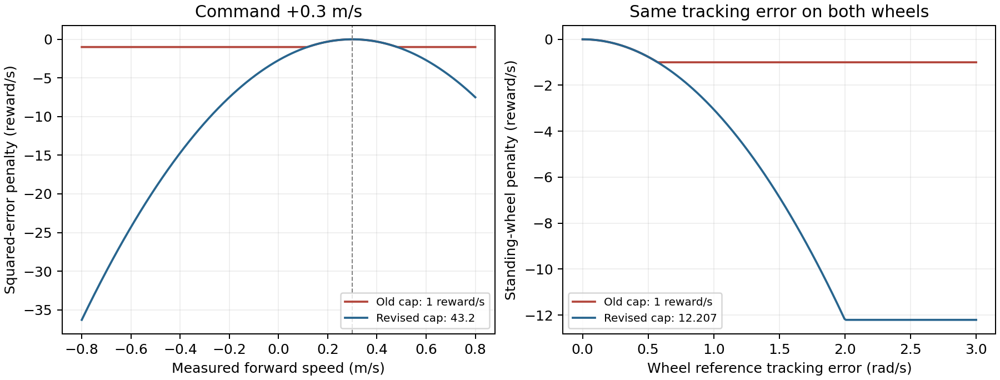 Command +0.3 m/s
Squared-error penalty (reward/s)
0
−5
−10
−15
−20
−25
−30
−35
−0.8 −0.6 −0.4 −0.2 0.0 0.2 0.4 0.6 0.8
Measured forward speed (m/s)
Old cap: 1 reward/s
Revised cap: 43.2
Same tracking error on both wheels
Standing-wheel penalty (reward/s)
0
−2
−4
−6
−8
−10
−12
0.0 0.5 1.0 1.5 2.0 2.5 3.0
Wheel reference tracking error (rad/s)
Old cap: 1 reward/s
Revised cap: 12.207